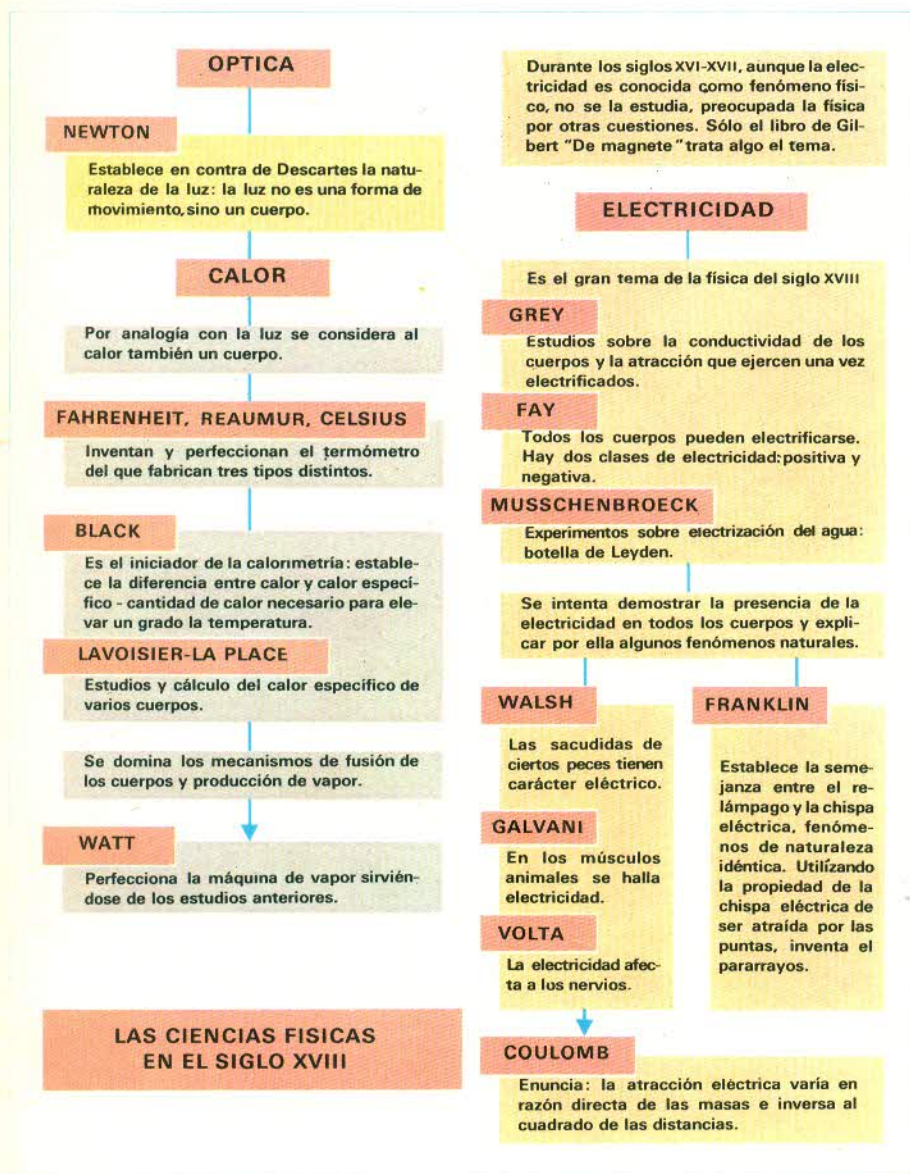 OPTICA
NEWTON
Establece en contra de Descartes la natu-
raleza de la luz: la luz no es una forma de
movimiento, sino un cuerpo.
CALOR
Por analogía con la luz se considera al
calor también un cuerpo.
FAHRENHEIT, REAUMUR, CELSIUS
Inventan y perfeccionan el termómetro
del que fabrican tres tipos distintos.
BLACK
Es el iniciador de la calorimetría: estable-
ce la diferencia entre calor y calor especí-
fico - cantidad de calor necesario para ele-
var un grado la temperatura.
LAVOISIER-LA PLACE
Estudios y cálculo del calor específico de
varios cuerpos.
Se domina los mecanismos de fusión de
los cuerpos y producción de vapor.
WATT
Perfecciona la máquina de vapor sirvién-
dose de los estudios anteriores.
LAS CIENCIAS FISICAS
EN EL SIGLO XVIII
Durante los siglos XVI-XVII, aunque la elec-
tricidad es conocida como fenómeno físi-
co, no se la estudia, preocupada la física
por otras cuestiones. Sólo el libro de Gil-
bert "De magnete" trata algo el tema.
ELECTRICIDAD
Es el gran tema de la física del siglo XVIII
GREY
Estudios sobre la conductividad de los
cuerpos y la atracción que ejercen una vez
electrificados.
FAY
Todos los cuerpos pueden electrificarse.
Hay dos clases de electricidad: positiva y
negativa.
MUSSCHENBROECK
Experimentos sobre electrización del agua:
botella de Leyden.
Se intenta demostrar la presencia de la
electricidad en todos los cuerpos y expli-
car por ella algunos fenómenos naturales.
WALSH
Las sacudidas de
ciertos peces tienen
carácter eléctrico.
GALVANI
En los músculos
animales se halla
electricidad.
VOLTA
La electricidad afec-
ta a los nervios.
FRANKLIN
Establece la seme-
janza entre el re-
lámpago y la chispa
eléctrica, fenóme-
nos de naturaleza
idéntica. Utilizando
la propiedad de la
chispa eléctrica de
ser atraída por las
puntas, inventa el
pararrayos.
COULOMB
Enuncia: la atracción eléctrica varía en
razón directa de las masas e inversa al
cuadrado de las distancias.